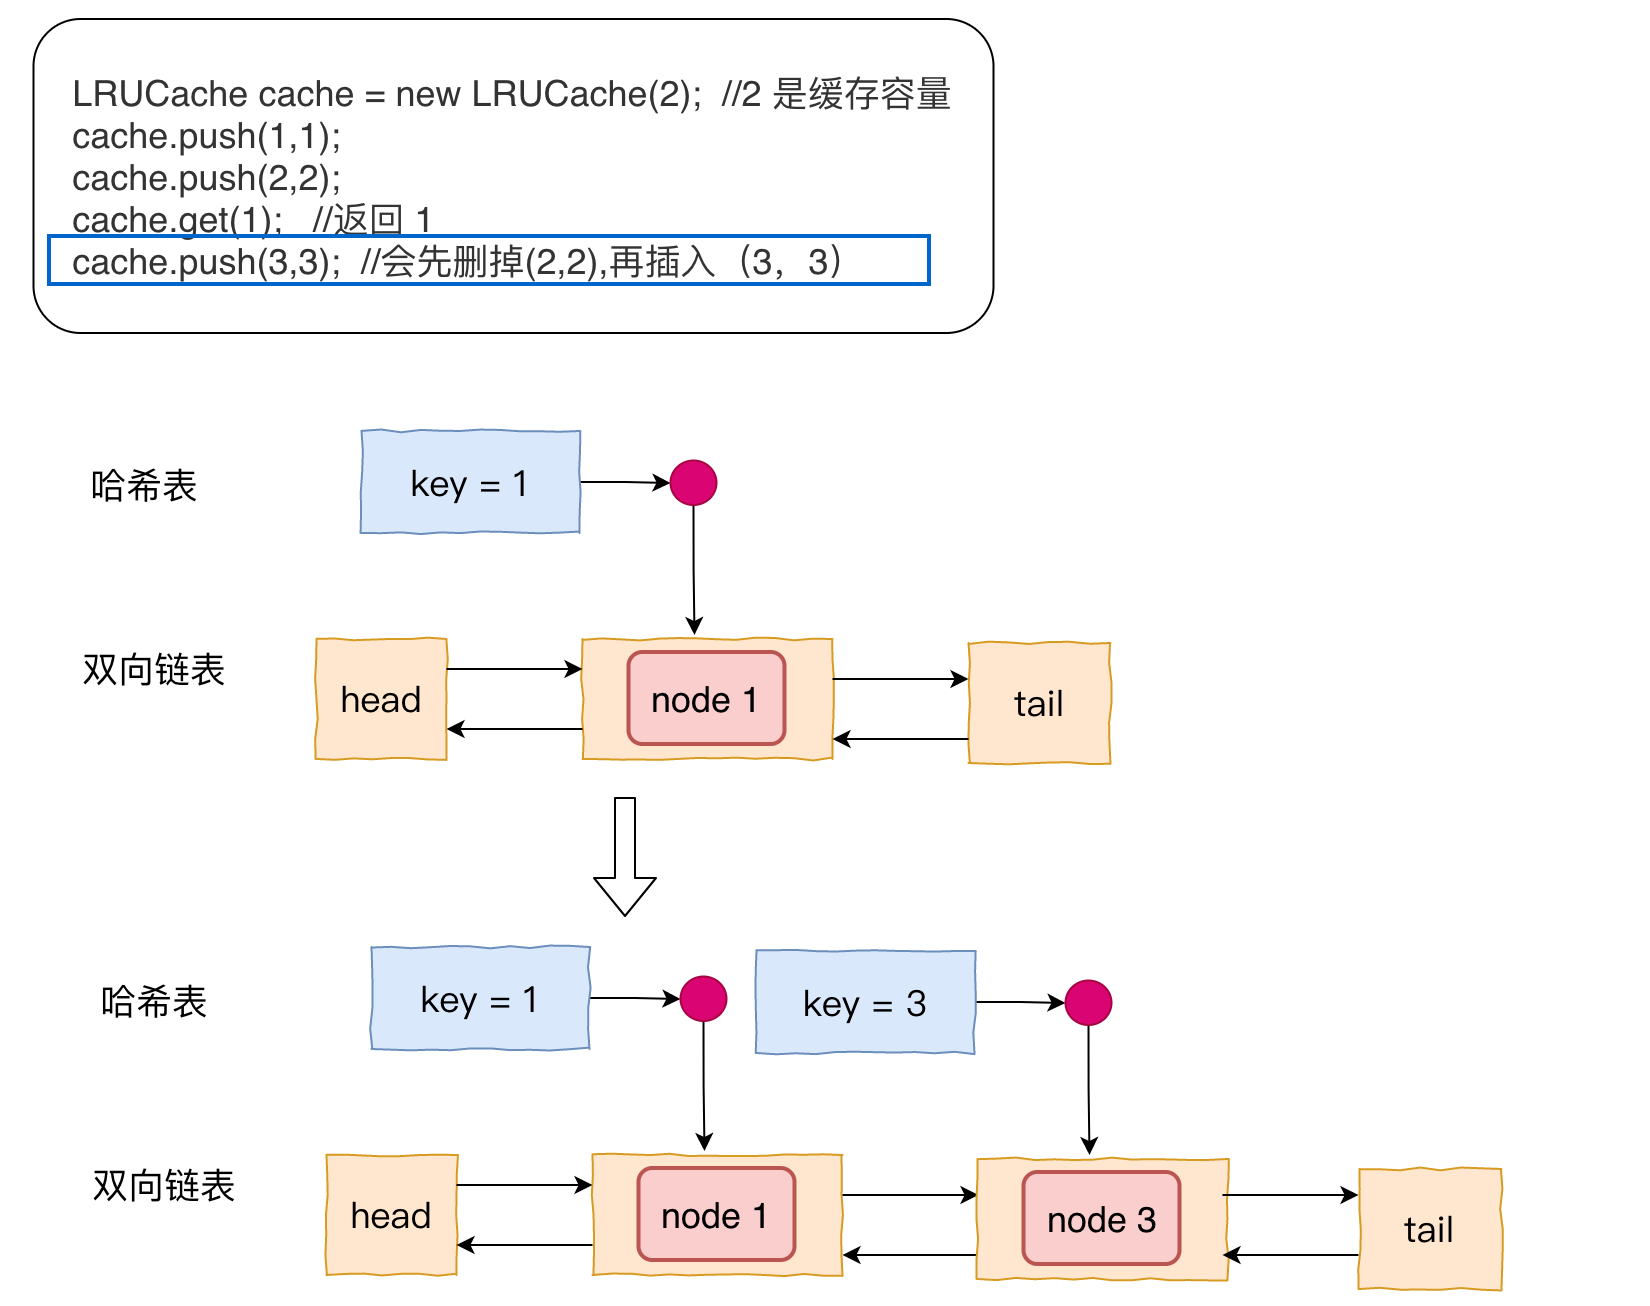 LRUCache cache = new LRUCache(2);  //2 是缓存容量
cache.push(1,1);
cache.push(2,2);
cache.get(1);   //返回 1
cache.push(3,3);  //会先删掉(2,2),再插入（3，3）
哈希表
key = 1
双向链表
head
node 1
tail
哈希表
key = 1
key = 3
双向链表
head
node 1
node 3
tail